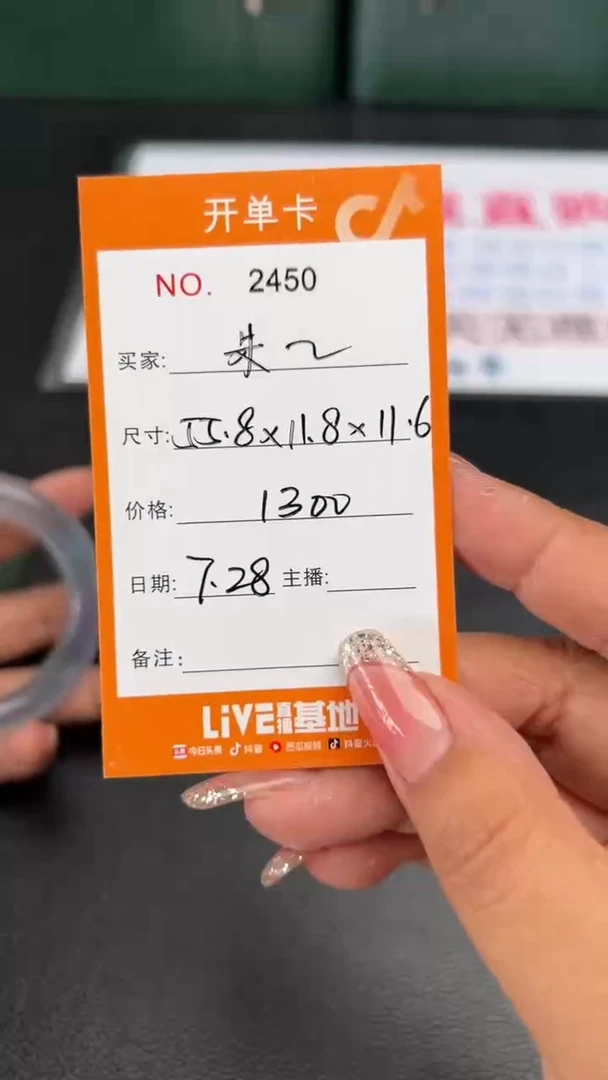 开单卡
NO. 2450
买家: 朱~
尺寸: 55.8×11.8×11.6
价格: 1300
日期: 7.28 主播:
备注:
LiVE直播基地
今日头条 抖音 西瓜视频 抖音火山